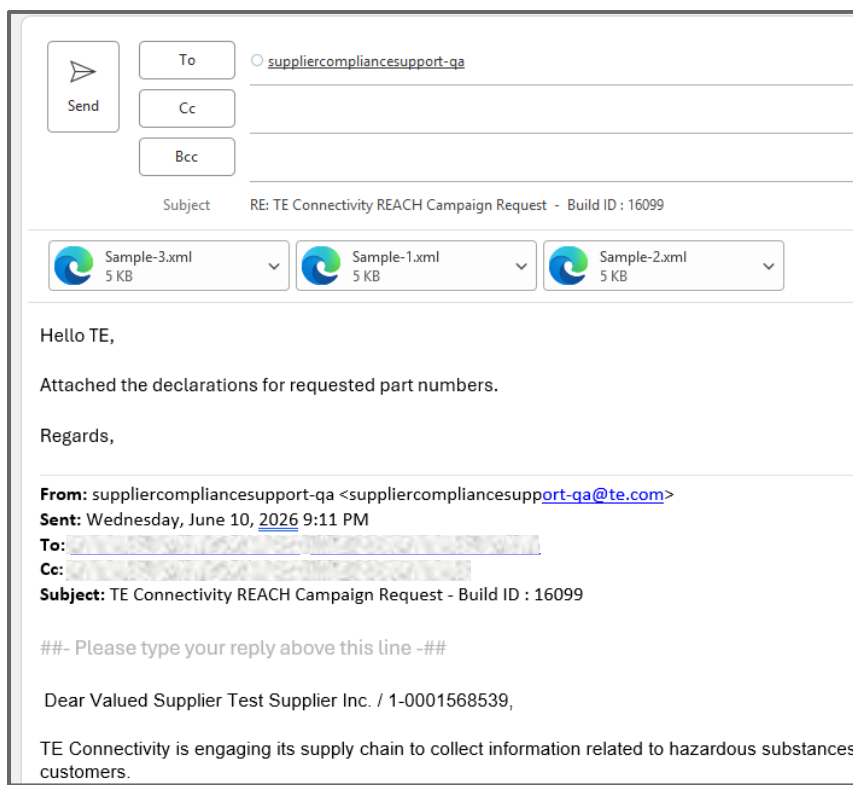 To
suppliercompliancesupport-qa
Send
Cc
Bcc
Subject RE: TE Connectivity REACH Campaign Request - Build ID : 16099
Sample-3.xml Sample-1.xml Sample-2.xml
5 KB 5 KB 5 KB
Hello TE,
Attached the declarations for requested part numbers.
Regards,
From: suppliercompliancesupport-qa <suppliercompliancesupport-qa@te.com>
Sent: Wednesday, June 10, 2026 9:11 PM
To:
Cc:
Subject: TE Connectivity REACH Campaign Request - Build ID : 16099
##- Please type your reply above this line -##
Dear Valued Supplier Test Supplier Inc. / 1-0001568539,
TE Connectivity is engaging its supply chain to collect information related to hazardous substances
customers.